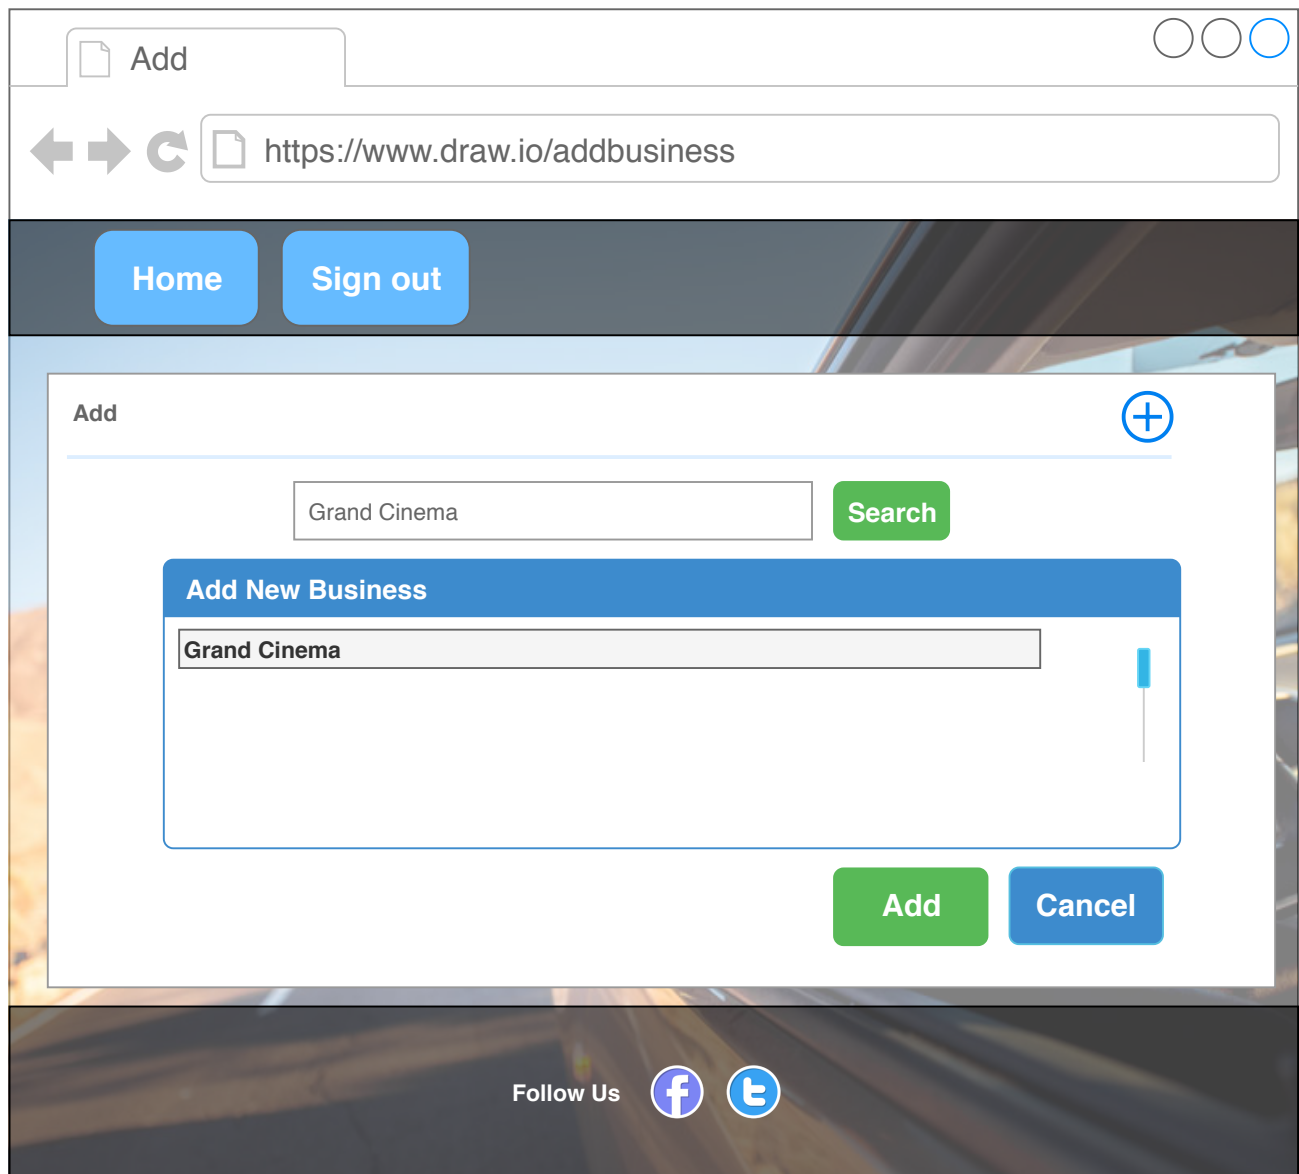 Add
https://www.draw.io/addbusiness
Home
Sign out
Add
Grand Cinema
Search
Add New Business
Grand Cinema
Add
Cancel
Follow Us